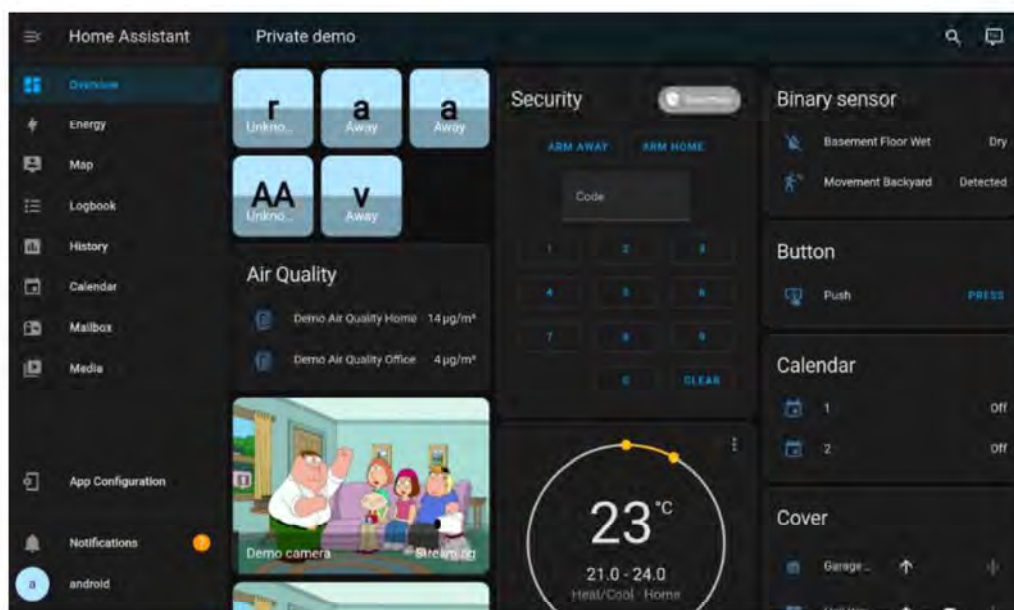 Home Assistant
Private demo
Overview
Energy
Map
Logbook
History
Calendar
Mailbox
Media
App Configuration
Notifications
a android
r
Unkno...
a
Away
a
Away
AA
Unkno...
v
Away
Air Quality
Demo Air Quality Home 14 µg/m³
Demo Air Quality Office 4 µg/m³
Demo camera Streaming
Security
ARM AWAY ARM HOME
Code
1 2 3
4 5 6
7 8 9
0 CLEAR
23 °C
21.0 - 24.0
Heat/Cool · Home
Binary sensor
Basement Floor Wet Dry
Movement Backyard Detected
Button
Push PRESS
Calendar
1 Off
2 Off
Cover
Garage...